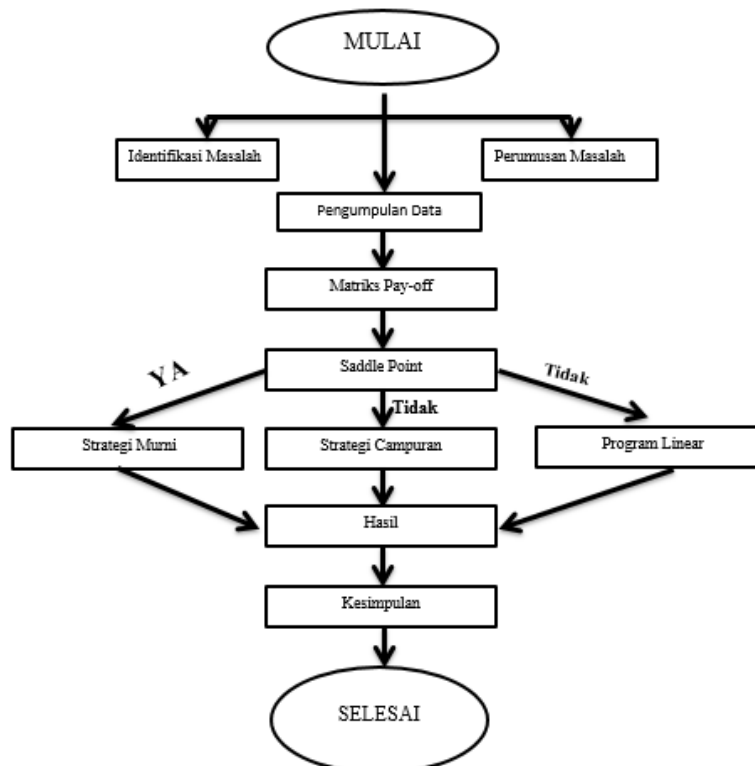 MULAI
Identifikasi Masalah
Perumusan Masalah
Pengumpulan Data
Matriks Pay-off
Saddle Point
YA
Tidak
Tidak
Strategi Murni
Strategi Campuran
Program Linear
Hasil
Kesimpulan
SELESAI